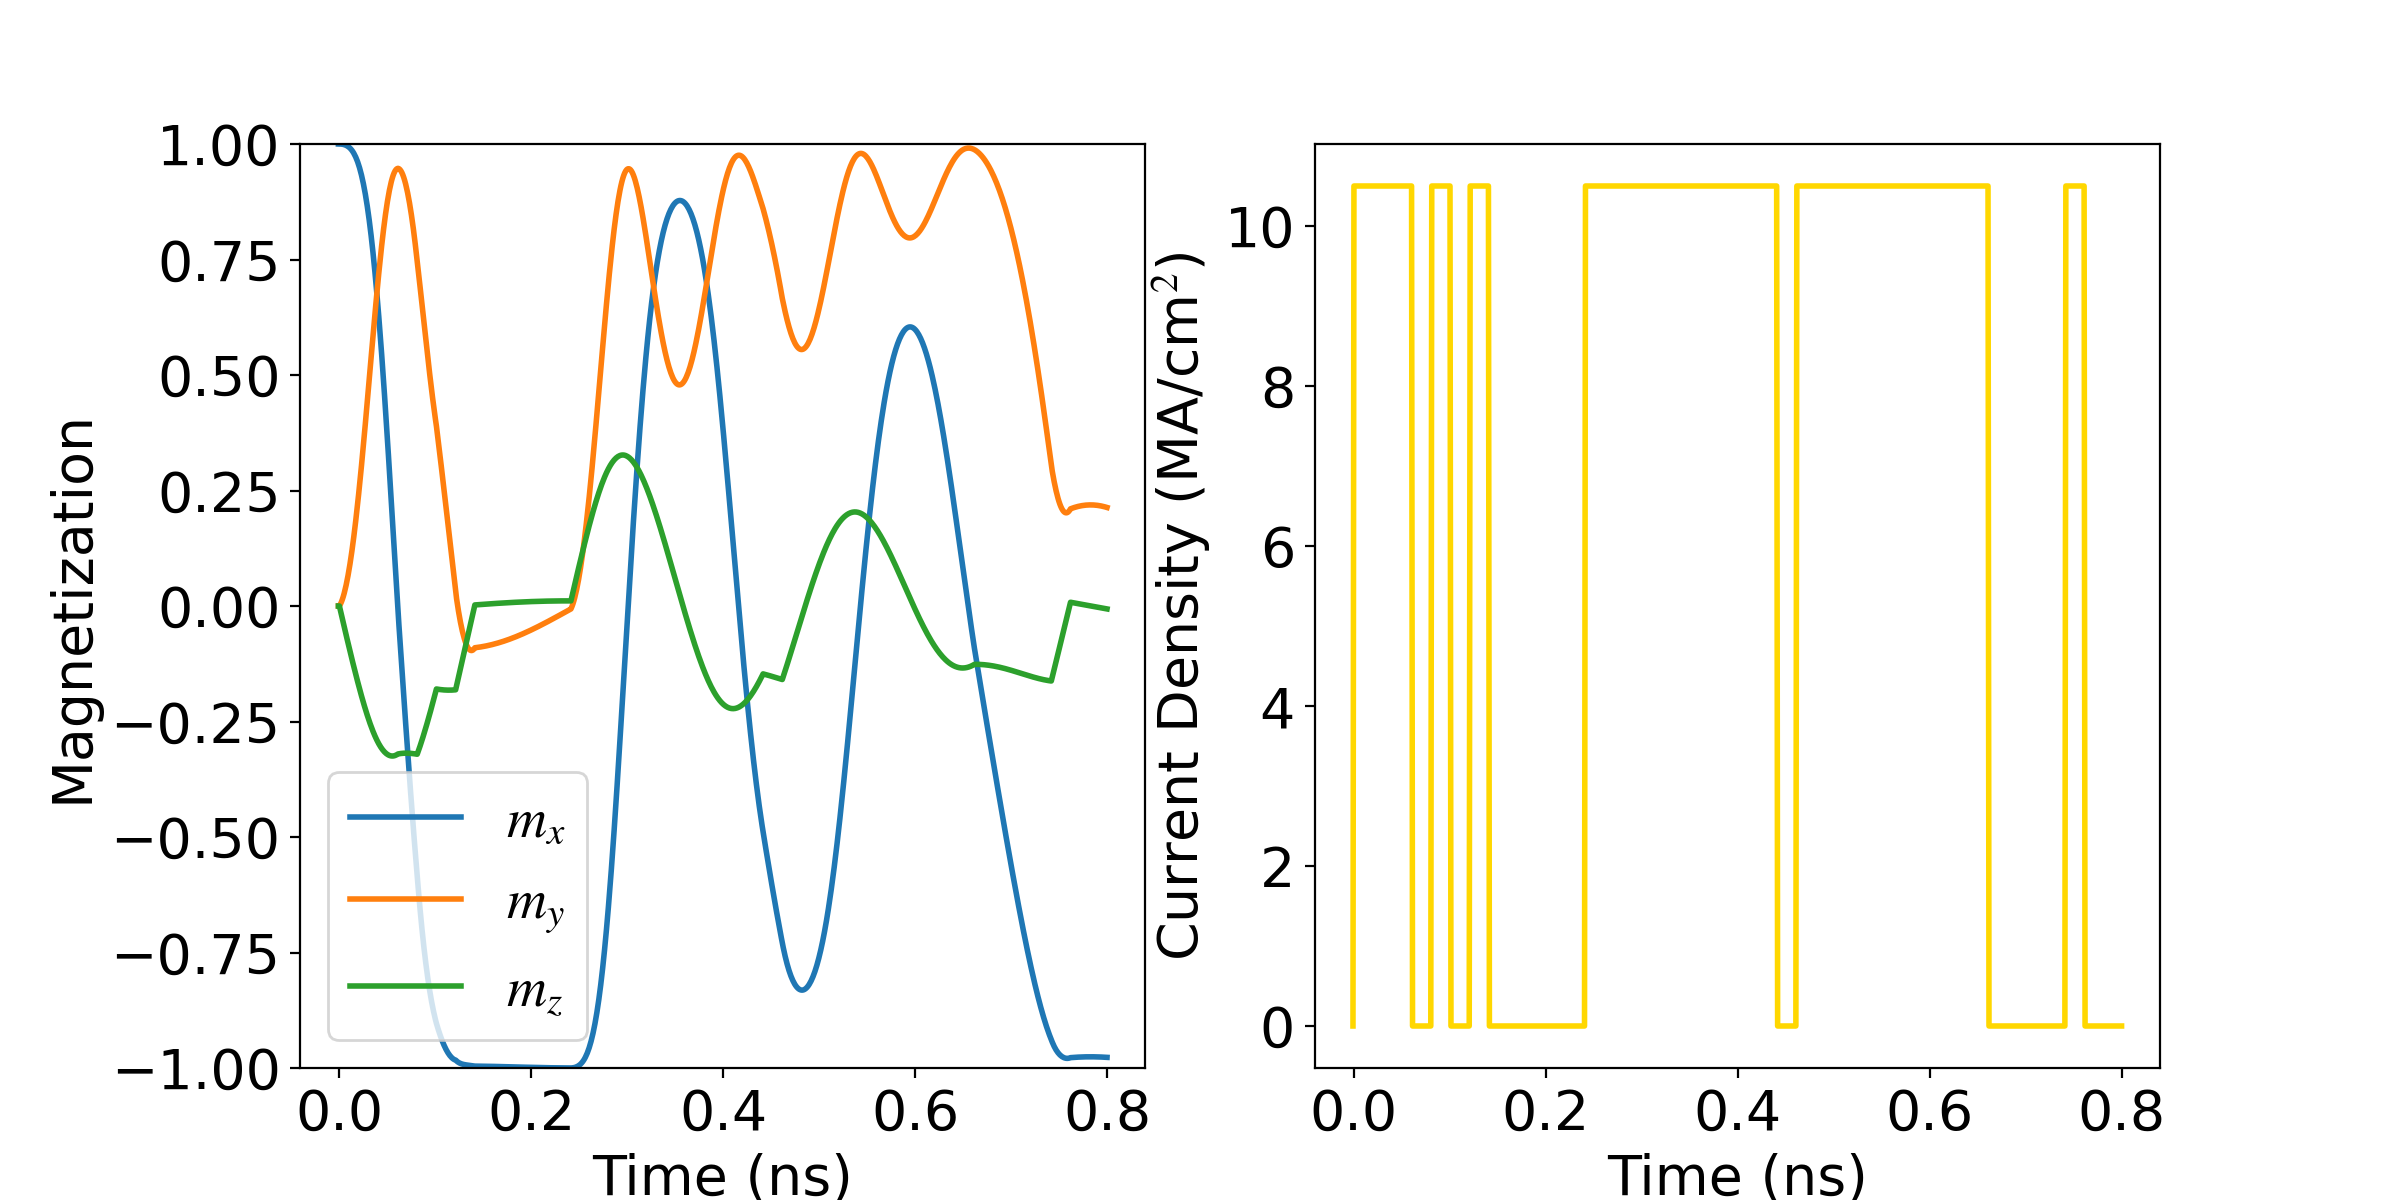 1.00
0.75
0.50
0.25
0.00
−0.25
−0.50
−0.75
−1.00
Magnetization
0.0 0.2 0.4 0.6 0.8
Time (ns)
m_x
m_y
m_z
10
8
6
4
2
0
Current Density (MA/cm²)
0.0 0.2 0.4 0.6 0.8
Time (ns)